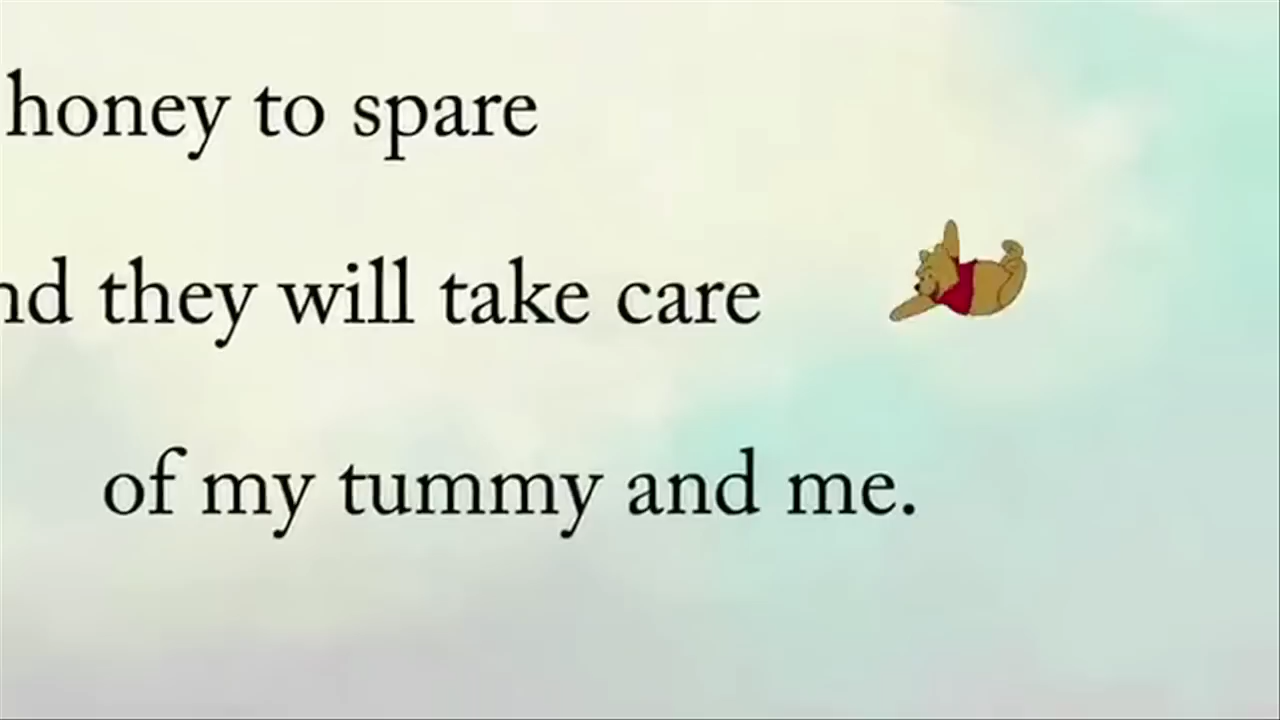 honey to spare
nd they will take care
of my tummy and me.